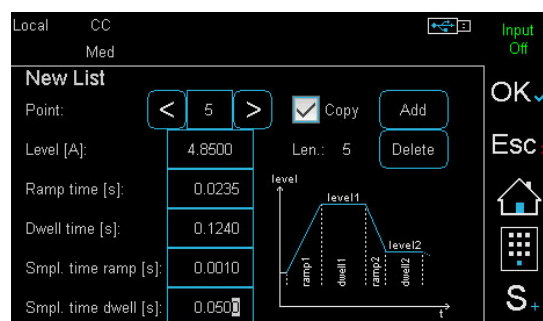 Local CC
Med
Input
Off
New List
Point: < 5 > Copy Add
Level [A]: 4.8500 Len.: 5 Delete
Ramp time [s]: 0.0235
Dwell time [s]: 0.1240
Smpl. time ramp [s]: 0.0010
Smpl. time dwell [s]: 0.0500
level
level1
level2
ramp1
dwell1
ramp2
dwell2
t
OK
Esc
S+